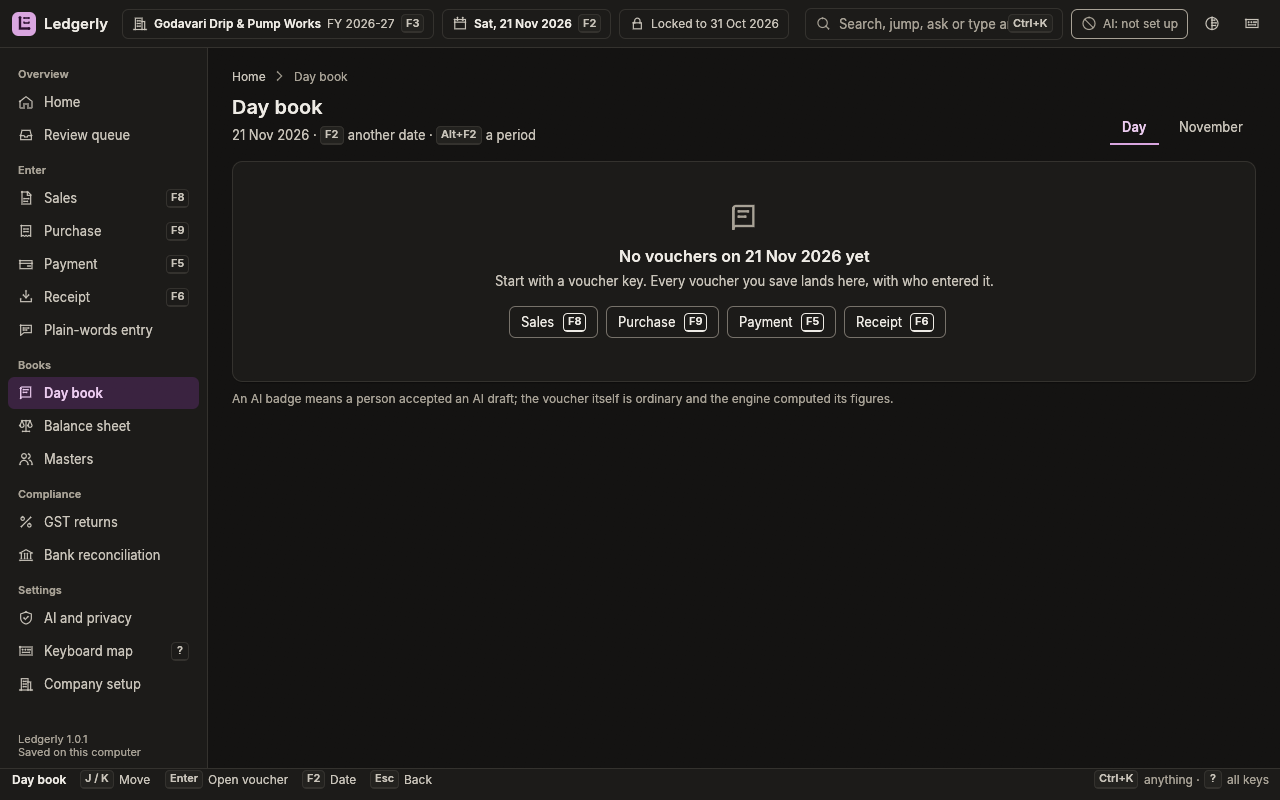 Ledgerly
Godavari Drip & Pump Works FY 2026-27 F3
Sat, 21 Nov 2026 F2
Locked to 31 Oct 2026
Search, jump, ask or type a Ctrl+K
AI: not set up
Overview
Home
Review queue
Enter
Sales F8
Purchase F9
Payment F5
Receipt F6
Plain-words entry
Books
Day book
Balance sheet
Masters
Compliance
GST returns
Bank reconciliation
Settings
AI and privacy
Keyboard map ?
Company setup
Ledgerly 1.0.1
Saved on this computer
Home Day book
Day book
21 Nov 2026 · F2 another date · Alt+F2 a period
Day November
No vouchers on 21 Nov 2026 yet
Start with a voucher key. Every voucher you save lands here, with who entered it.
Sales F8 Purchase F9 Payment F5 Receipt F6
An AI badge means a person accepted an AI draft; the voucher itself is ordinary and the engine computed its figures.
Day book J / K Move Enter Open voucher F2 Date Esc Back Ctrl+K anything · ? all keys